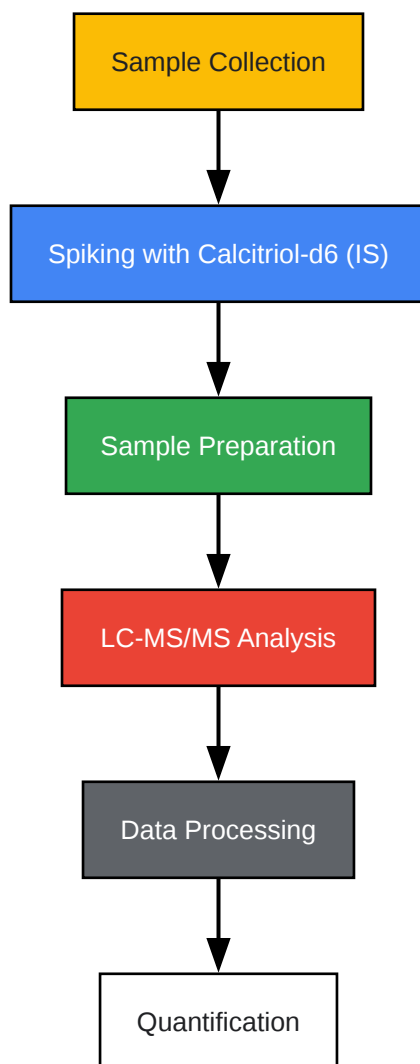 Sample Collection
Spiking with Calcitriol-d6 (IS)
Sample Preparation
LC-MS/MS Analysis
Data Processing
Quantification